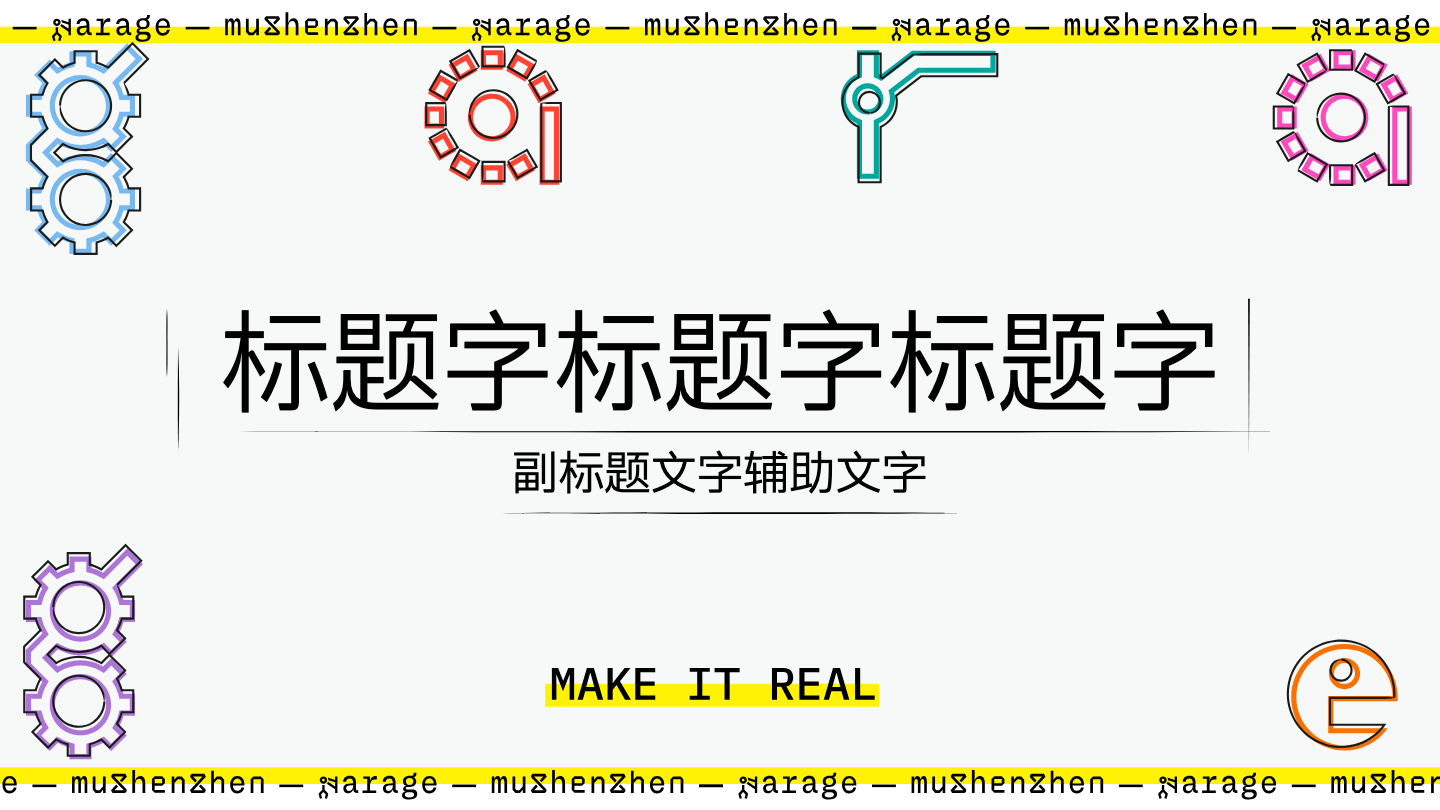 — garage — muShenzhen — garage — muShenzhen — garage — muShenzhen — garage
g a r a
标题字标题字标题字
副标题文字辅助文字
g e
MAKE IT REAL
e — muShenzhen — garage — muShenzhen — garage — muShenzhen — garage — muShen